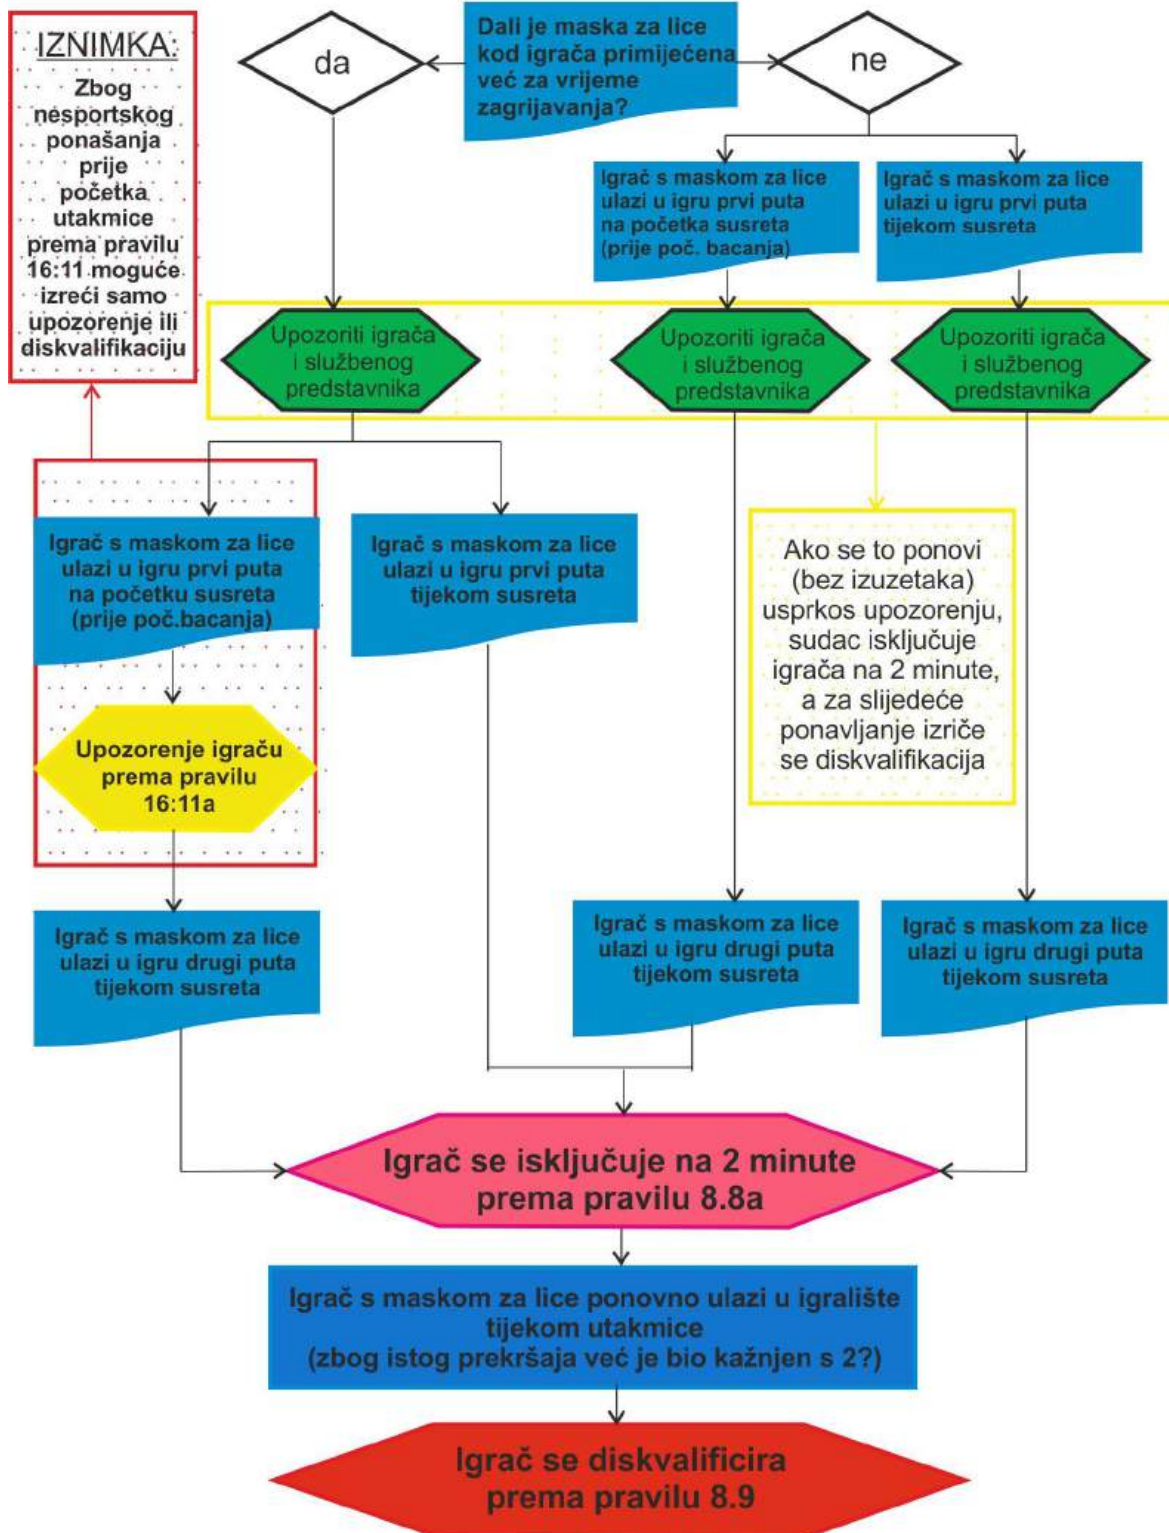 IZNIMKA:
Zbog
nesportskog
ponašanja
prije
početka
utakmice
prema pravilu
16:11 moguće
izreći samo
upozorenje ili
diskvalifikaciju
da
Dali je maska za lice
kod igrača primijećena
već za vrijeme
zagrijavanja?
ne
Igrač s maskom za lice
ulazi u igru prvi puta
na početka susreta
(prije poč. bacanja)
Igrač s maskom za lice
ulazi u igru prvi puta
tijekom susreta
Upozoriti igrača
i službenog
predstavnika
Upozoriti igrača
i službenog
predstavnika
Upozoriti igrača
i službenog
predstavnika
Igrač s maskom za lice
ulazi u igru prvi puta
na početku susreta
(prije poč.bacanja)
Igrač s maskom za lice
ulazi u igru prvi puta
tijekom susreta
Ako se to ponovi
(bez izuzetaka)
usprkos upozorenju,
sudac isključuje
igrača na 2 minute,
a za slijedeće
ponavljanje izriče
se diskvalifikacija
Upozorenje igraču
prema pravilu
16:11a
Igrač s maskom za lice
ulazi u igru drugi puta
tijekom susreta
Igrač s maskom za lice
ulazi u igru drugi puta
tijekom susreta
Igrač s maskom za lice
ulazi u igru drugi puta
tijekom susreta
Igrač se isključuje na 2 minute
prema pravilu 8.8a
Igrač s maskom za lice ponovno ulazi u igralište
tijekom utakmice
(zbog istog prekršaja već je bio kažnjen s 2?)
Igrač se diskvalificira
prema pravilu 8.9